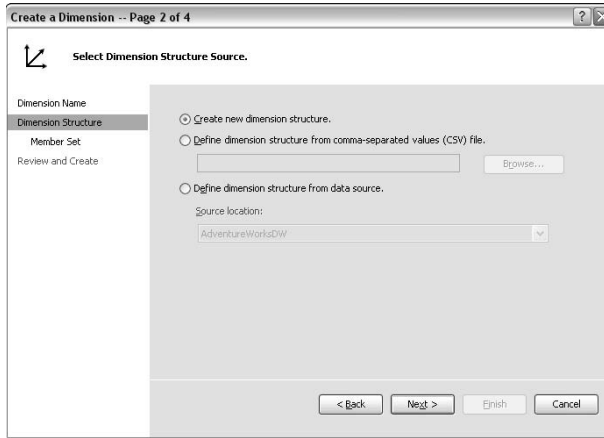 Create a Dimension -- Page 2 of 4
Select Dimension Structure Source.
Dimension Name
Dimension Structure
Member Set
Review and Create
Create new dimension structure.
Define dimension structure from comma-separated values (CSV) file.
Browse...
Define dimension structure from data source.
Source location:
AdventureWorksDW
< Back
Next >
Finish
Cancel